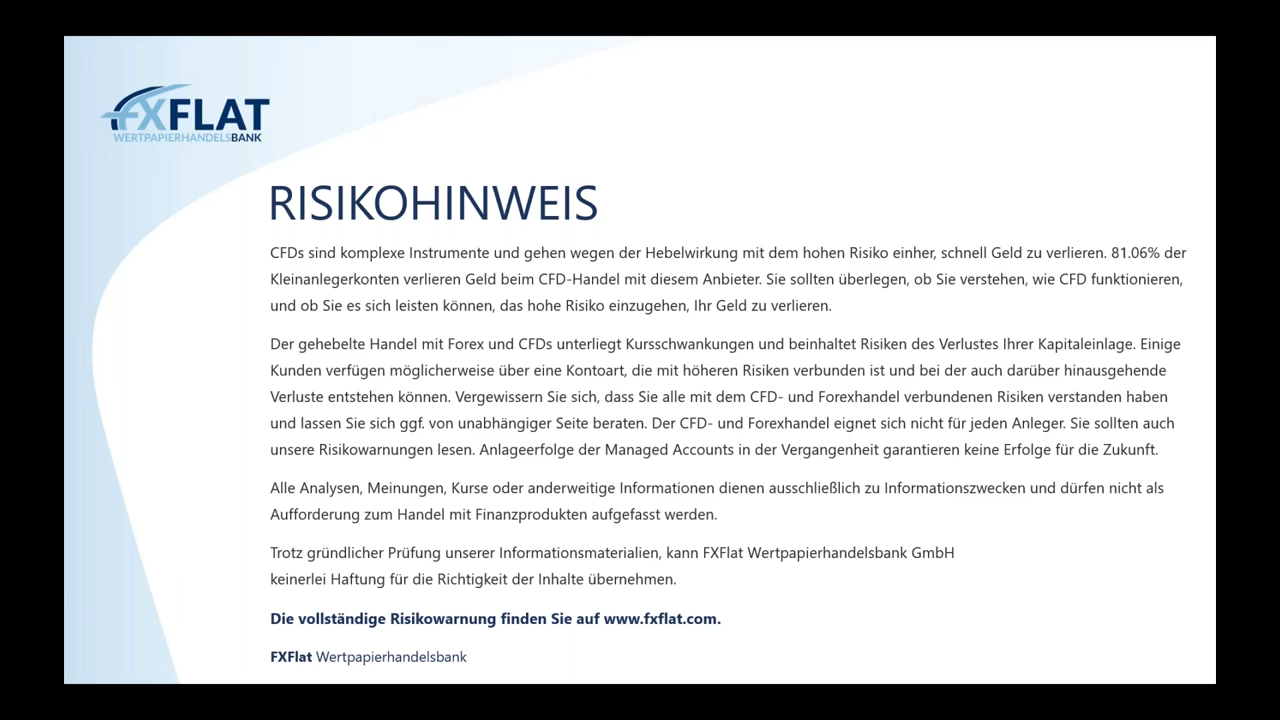 FXFLAT
WERTPAPIERHANDELSBANK
RISIKOHINWEIS
CFDs sind komplexe Instrumente und gehen wegen der Hebelwirkung mit dem hohen Risiko einher, schnell Geld zu verlieren. 81.06% der
Kleinanlegerkonten verlieren Geld beim CFD-Handel mit diesem Anbieter. Sie sollten überlegen, ob Sie verstehen, wie CFD funktionieren,
und ob Sie es sich leisten können, das hohe Risiko einzugehen, Ihr Geld zu verlieren.
Der gehebelte Handel mit Forex und CFDs unterliegt Kursschwankungen und beinhaltet Risiken des Verlustes Ihrer Kapitaleinlage. Einige
Kunden verfügen möglicherweise über eine Kontoart, die mit höheren Risiken verbunden ist und bei der auch darüber hinausgehende
Verluste entstehen können. Vergewissern Sie sich, dass Sie alle mit dem CFD- und Forexhandel verbundenen Risiken verstanden haben
und lassen Sie sich ggf. von unabhängiger Seite beraten. Der CFD- und Forexhandel eignet sich nicht für jeden Anleger. Sie sollten auch
unsere Risikowarnungen lesen. Anlageerfolge der Managed Accounts in der Vergangenheit garantieren keine Erfolge für die Zukunft.
Alle Analysen, Meinungen, Kurse oder anderweitige Informationen dienen ausschließlich zu Informationszwecken und dürfen nicht als
Aufforderung zum Handel mit Finanzprodukten aufgefasst werden.
Trotz gründlicher Prüfung unserer Informationsmaterialien, kann FXFlat Wertpapierhandelsbank GmbH
keinerlei Haftung für die Richtigkeit der Inhalte übernehmen.
Die vollständige Risikowarnung finden Sie auf www.fxflat.com.
FXFlat Wertpapierhandelsbank